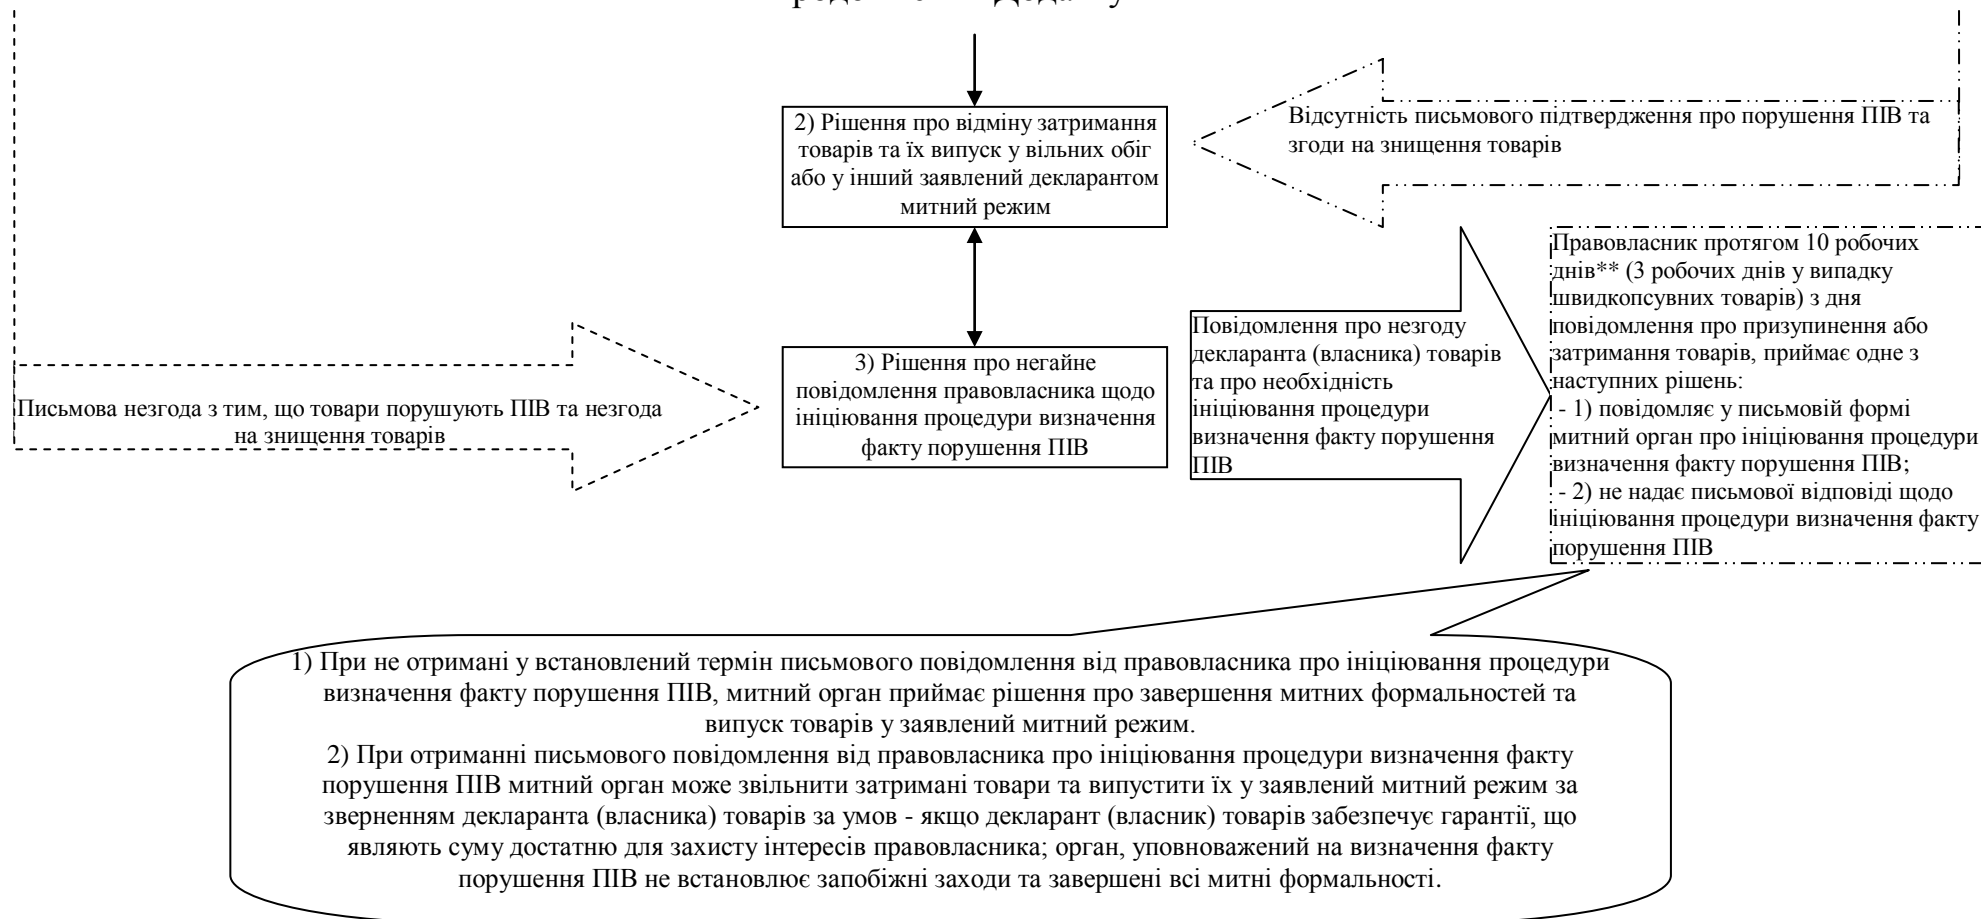 2) Рішення про відміну затримання
товарів та їх випуск у вільних обіг
або у інший заявлений декларантом
митний режим
Відсутність письмового підтвердження про порушення ПІВ та
згоди на знищення товарів
Письмова незгода з тим, що товари порушують ПІВ та незгода
на знищення товарів
3) Рішення про негайне
повідомлення правовласника щодо
ініціювання процедури визначення
факту порушення ПІВ
Повідомлення про незгоду
декларанта (власника) товарів
та про необхідність
ініціювання процедури
визначення факту порушення
ПІВ
Правовласник протягом 10 робочих
днів** (3 робочих днів у випадку
швидкопсувних товарів) з дня
повідомлення про призупинення або
затримання товарів, приймає одне з
наступних рішень:
- 1) повідомляє у письмовій формі
митний орган про ініціювання процедури
визначення факту порушення ПІВ;
- 2) не надає письмової відповіді щодо
ініціювання процедури визначення факту
порушення ПІВ
1) При не отримані у встановлений термін письмового повідомлення від правовласника про ініціювання процедури
визначення факту порушення ПІВ, митний орган приймає рішення про завершення митних формальностей та
випуск товарів у заявлений митний режим.
2) При отриманні письмового повідомлення від правовласника про ініціювання процедури визначення факту
порушення ПІВ митний орган може звільнити затримані товари та випустити їх у заявлений митний режим за
зверненням декларанта (власника) товарів за умов - якщо декларант (власник) товарів забезпечує гарантії, що
являють суму достатню для захисту інтересів правовласника; орган, уповноважений на визначення факту
порушення ПІВ не встановлює запобіжні заходи та завершені всі митні формальності.